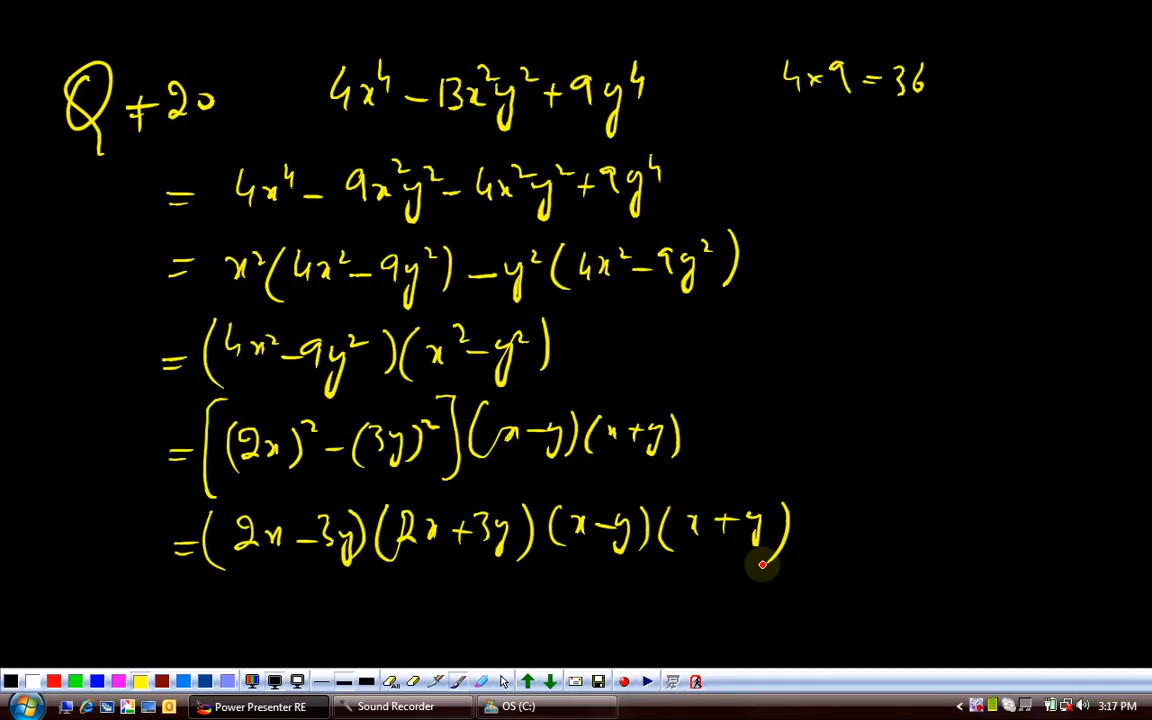 Q # 20 4x⁴ - 13x²y² + 9y⁴ 4×9 = 36
= 4x⁴ - 9x²y² - 4x²y² + 9y⁴
= x²(4x² - 9y²) - y²(4x² - 9y²)
= (4x² - 9y²)(x² - y²)
= [(2x)² - (3y)²](x - y)(x + y)
= (2x - 3y)(2x + 3y)(x - y)(x + y)
All
Power Presenter RE Sound Recorder OS (C:) 3:17 PM